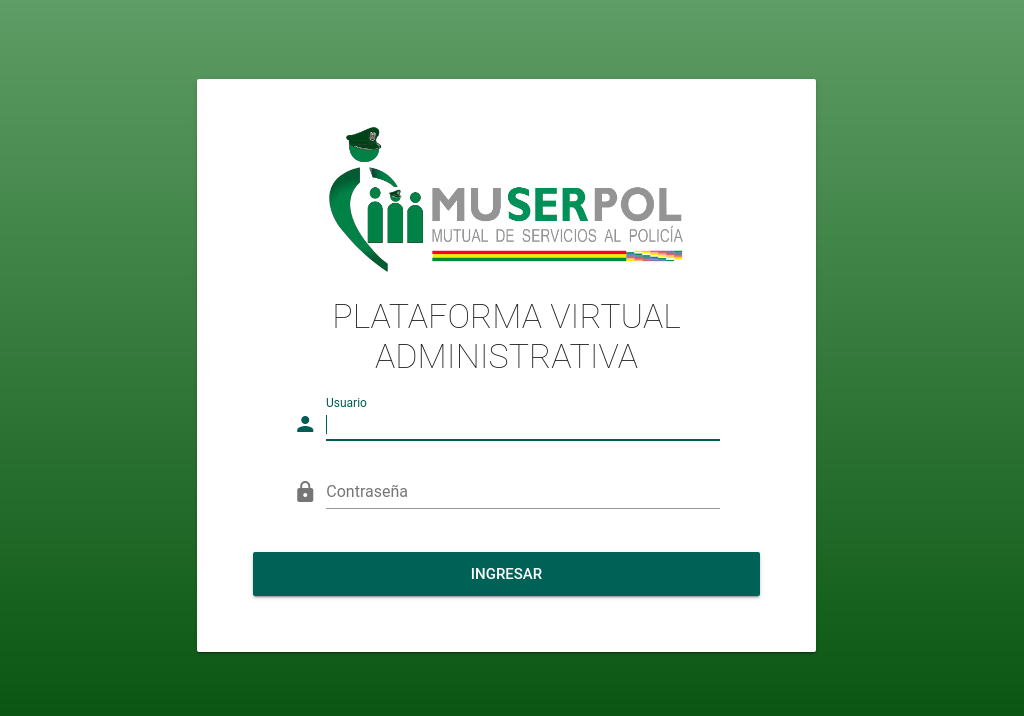 MUSERPOL
MUTUAL DE SERVICIOS AL POLICÍA
PLATAFORMA VIRTUAL
ADMINISTRATIVA
Usuario
Contraseña
INGRESAR